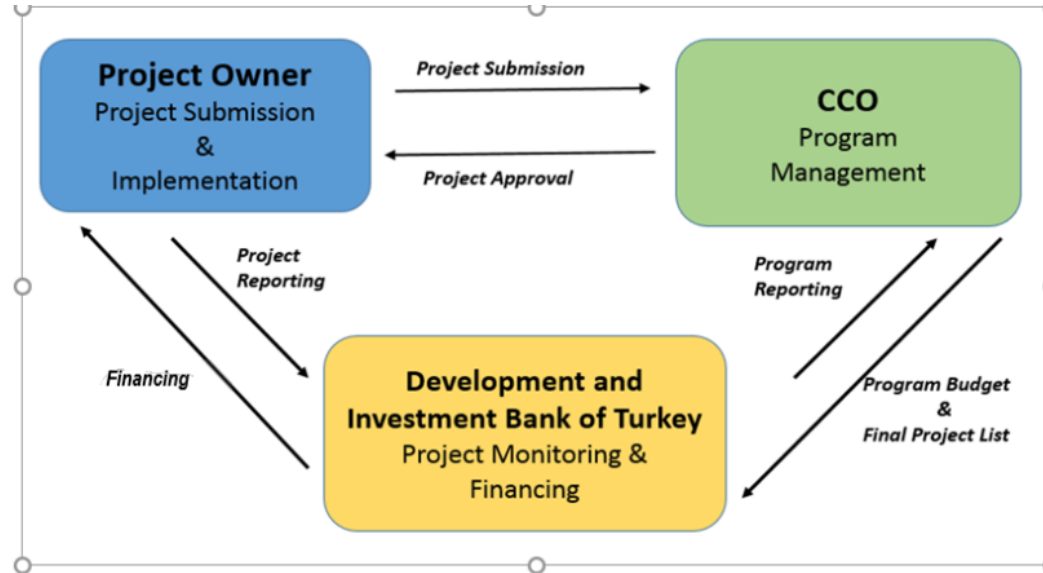 Project Owner
Project Submission
&
Implementation
Project Submission
Project Approval
CCO
Program
Management
Project
Reporting
Program
Reporting
Financing
Development and
Investment Bank of Turkey
Project Monitoring &
Financing
Program Budget
&
Final Project List